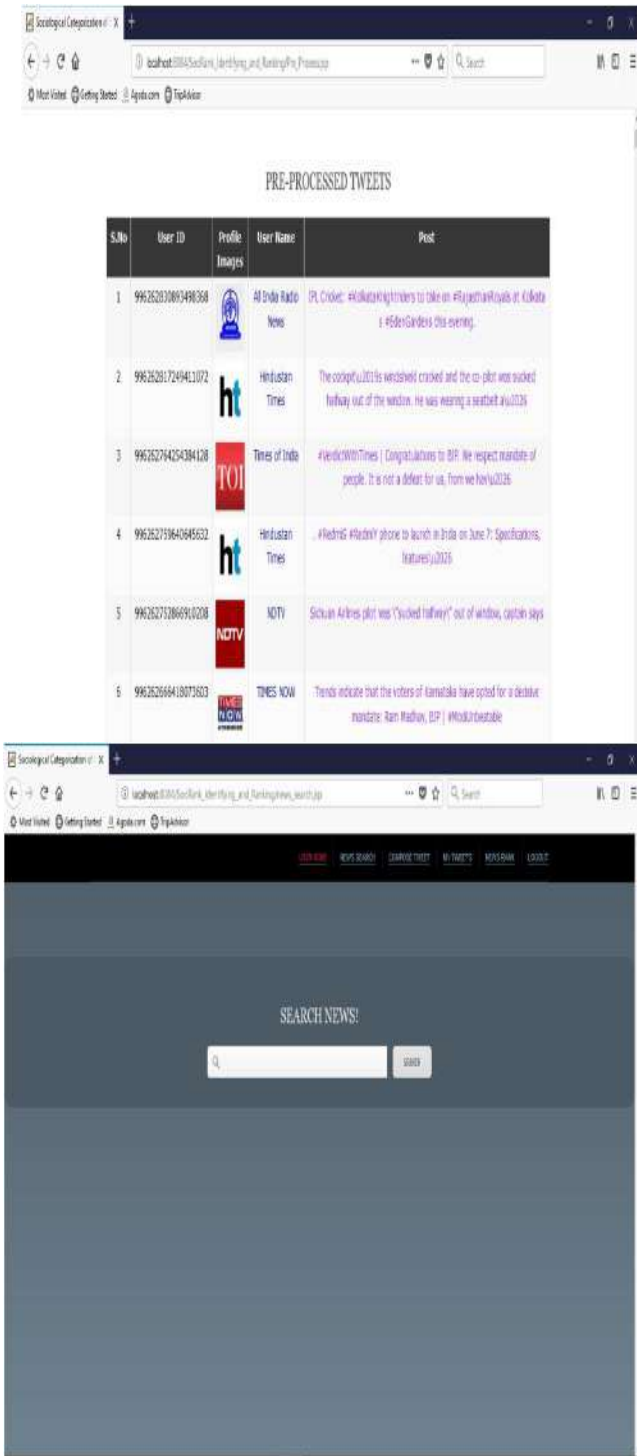 Sociological Categorization of X +
localhost:8084/SocRank_Identifying_and_Ranking/Pre_Process.jsp
Search
Most Visited Getting Started Agoda.com TripAdvisor
PRE-PROCESSED TWEETS
S.No User ID Profile Images User Name Post
1 996262830893498368 All India Radio News IPL Cricket: #KolkataKnightriders to take on #RajasthanRoyals at Kolkata
s #EdenGardens this evening.
2 996262817249411072 ht Hindustan Times The cockpit\u2019s windshield cracked and the co-pilot was sucked
halfway out of the window. He was wearing a seatbelt a\u2026
3 996262764254384128 TOI Times of India #VerdictWithTimes | Congratulations to BJP. We respect mandate of
people. It is not a defeat for us, from we hav\u2026
4 996262759640645632 ht Hindustan Times . #Redmi6 #RedmiY phone to launch in India on June 7: Specifications,
features\u2026
5 996262752866910208 NDTV NDTV Sichuan Airlines pilot was \"sucked halfway\" out of window, captain says
6 996262666418073603 TIMES NOW TIMES NOW Trends indicate that the voters of Karnataka have opted for a decisive
mandate: Ram Madhav, BJP | #ModiUnbeatable
Sociological Categorization of X +
localhost:8084/SocRank_Identifying_and_Ranking/news_search.jsp
Search
Most Visited Getting Started Agoda.com TripAdvisor
USER HOME NEWS SEARCH COMPOSE TWEET MY TWEETS NEWS RANK LOGOUT
SEARCH NEWS!
SEARCH